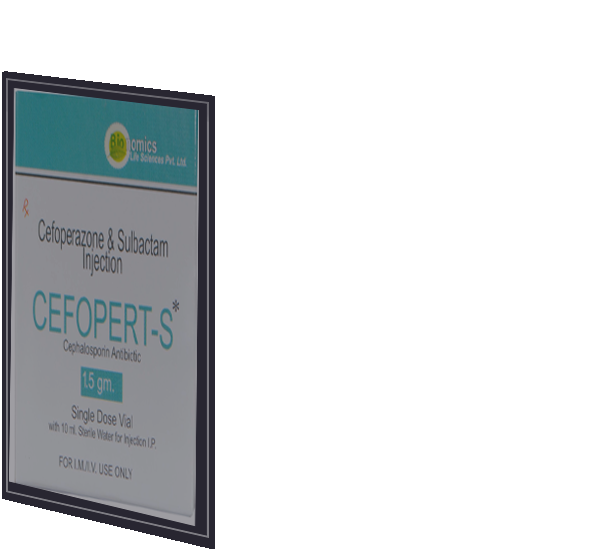 Bionomics
Life Sciences Pvt. Ltd.
Rx
Cefoperazone & Sulbactam
Injection
CEFOPERT-S*
Cephalosporin Antibiotic
1.5 gm.
Single Dose Vial
with 10 ml. Sterile Water for Injection I.P.
FOR I.M./I.V. USE ONLY